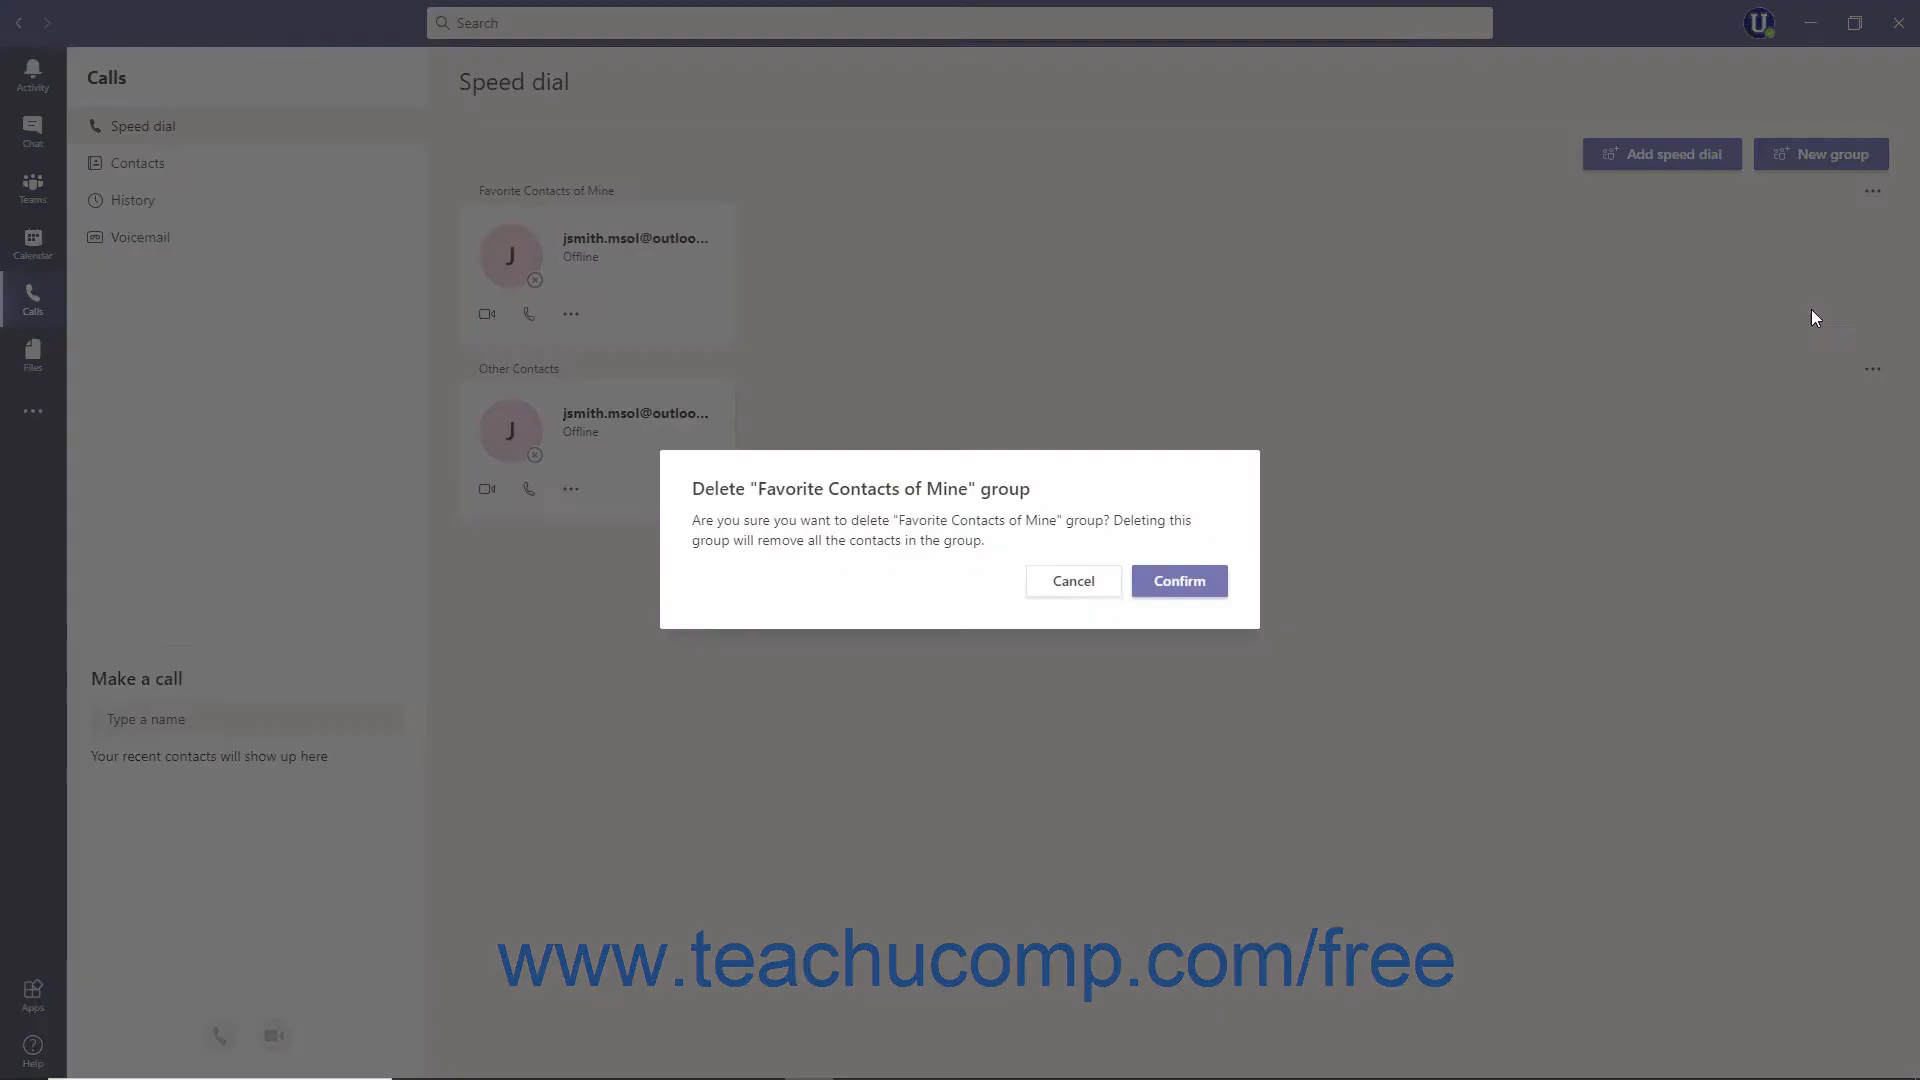 Search
U
Activity
Chat
Teams
Calendar
Calls
Files
Apps
Help
Calls
Speed dial
Contacts
History
Voicemail
Make a call
Type a name
Your recent contacts will show up here
Speed dial
Add speed dial
New group
Favorite Contacts of Mine
J
jsmith.msol@outloo...
Offline
Other Contacts
J
jsmith.msol@outloo...
Offline
Delete "Favorite Contacts of Mine" group
Are you sure you want to delete "Favorite Contacts of Mine" group? Deleting this
group will remove all the contacts in the group.
Cancel
Confirm
www.teachucomp.com/free